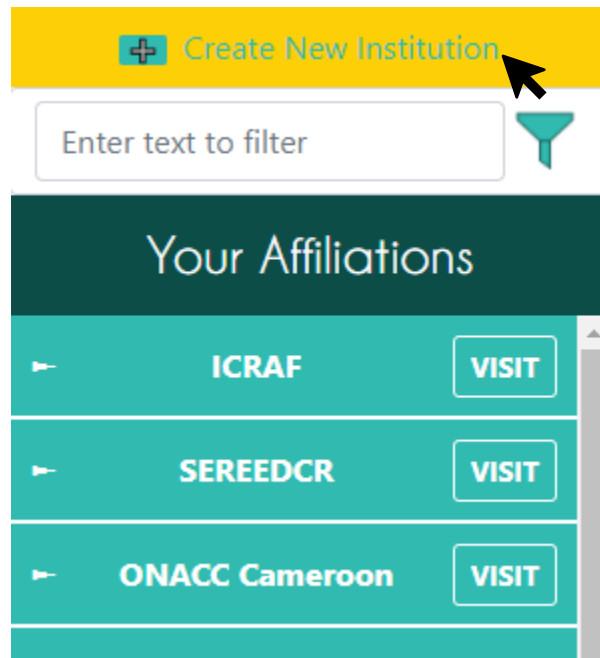 Create New Institution
Enter text to filter
Your Affiliations
ICRAF VISIT
SEREEDCR VISIT
ONACC Cameroon VISIT